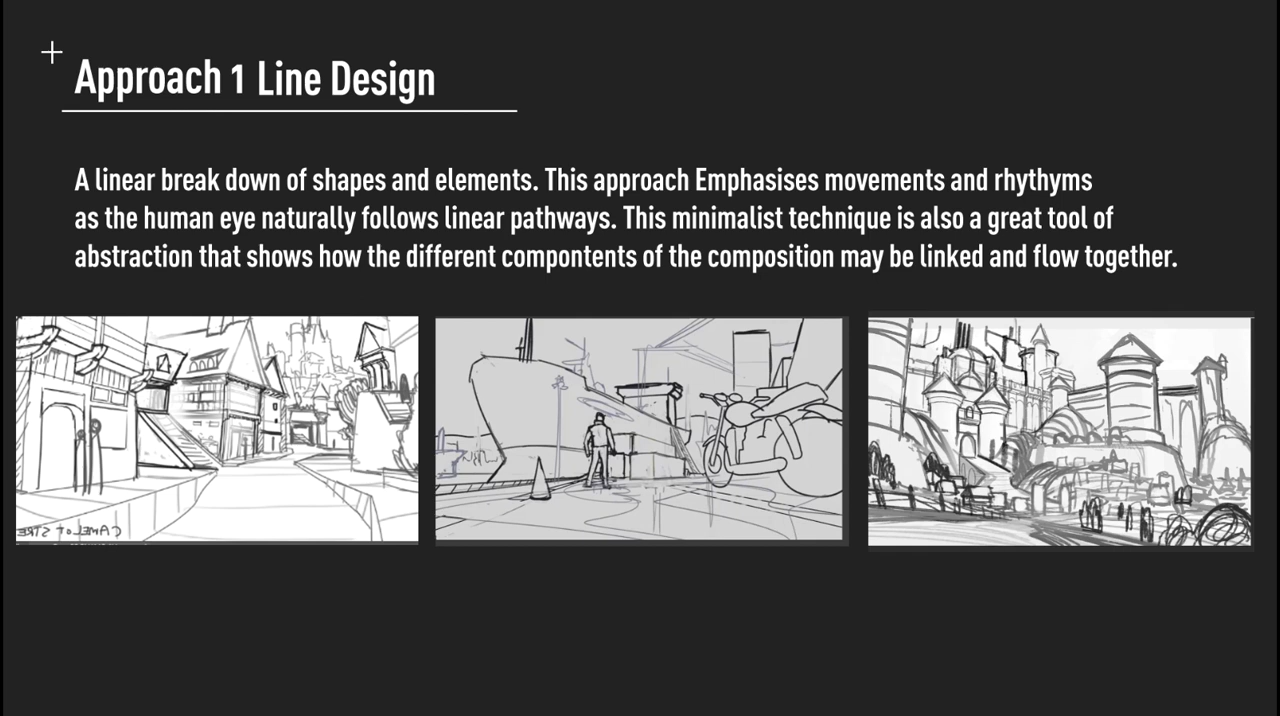 Approach 1 Line Design
A linear break down of shapes and elements. This approach Emphasises movements and rhythyms
as the human eye naturally follows linear pathways. This minimalist technique is also a great tool of
abstraction that shows how the different compontents of the composition may be linked and flow together.
CAMELOT STRE